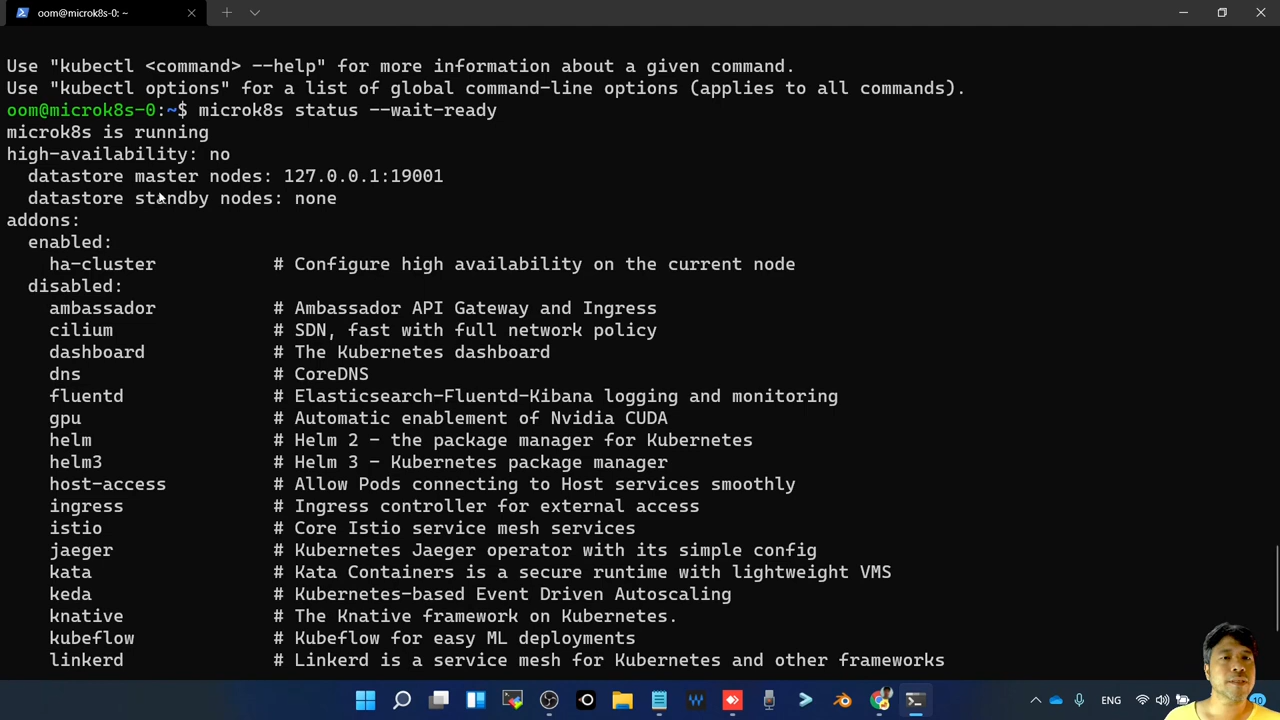 oom@microk8s-0: ~
Use "kubectl <command> --help" for more information about a given command.
Use "kubectl options" for a list of global command-line options (applies to all commands).
oom@microk8s-0:~$ microk8s status --wait-ready
microk8s is running
high-availability: no
  datastore master nodes: 127.0.0.1:19001
  datastore standby nodes: none
addons:
  enabled:
    ha-cluster           # Configure high availability on the current node
  disabled:
    ambassador           # Ambassador API Gateway and Ingress
    cilium               # SDN, fast with full network policy
    dashboard            # The Kubernetes dashboard
    dns                  # CoreDNS
    fluentd              # Elasticsearch-Fluentd-Kibana logging and monitoring
    gpu                  # Automatic enablement of Nvidia CUDA
    helm                 # Helm 2 - the package manager for Kubernetes
    helm3                # Helm 3 - Kubernetes package manager
    host-access          # Allow Pods connecting to Host services smoothly
    ingress              # Ingress controller for external access
    istio                # Core Istio service mesh services
    jaeger               # Kubernetes Jaeger operator with its simple config
    kata                 # Kata Containers is a secure runtime with lightweight VMS
    keda                 # Kubernetes-based Event Driven Autoscaling
    knative              # The Knative framework on Kubernetes.
    kubeflow             # Kubeflow for easy ML deployments
    linkerd              # Linkerd is a service mesh for Kubernetes and other frameworks
ENG
10